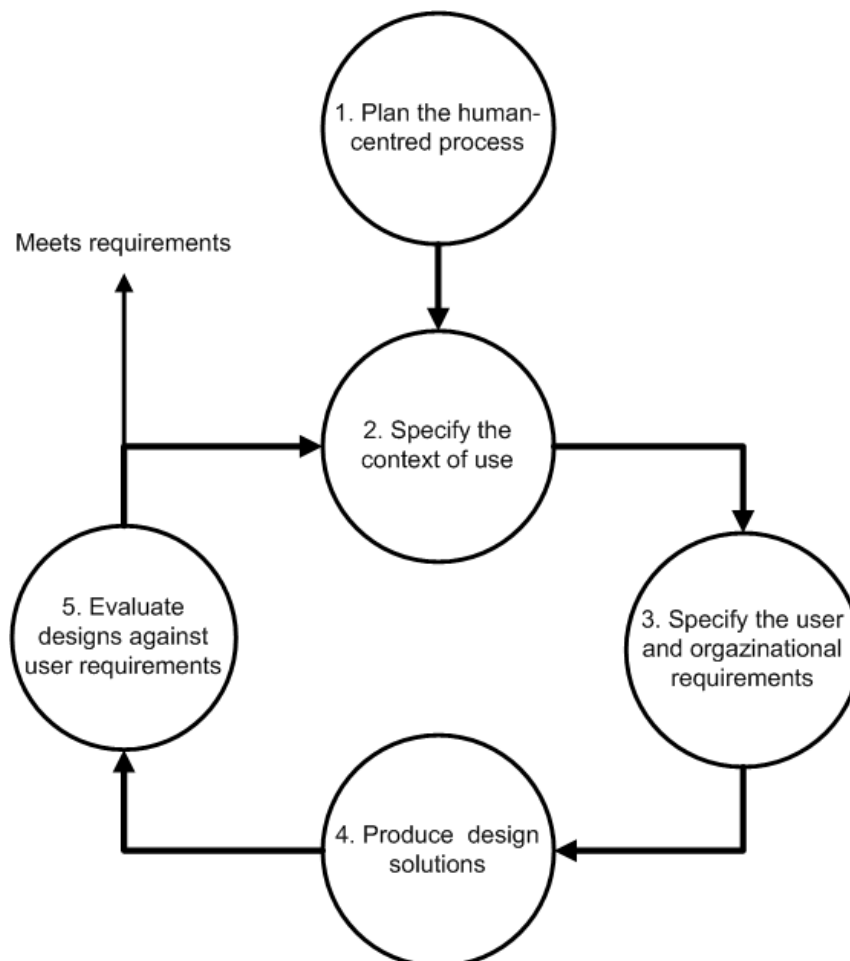 1. Plan the human-
centred process
Meets requirements
2. Specify the
context of use
3. Specify the user
and orgazinational
requirements
4. Produce design
solutions
5. Evaluate
designs against
user requirements